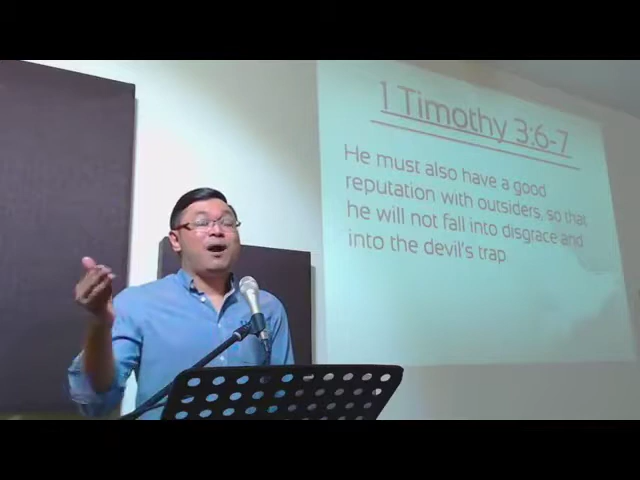 1 Timothy 3:6-7
He must also have a good
reputation with outsiders, so that
he will not fall into disgrace and
into the devil's trap